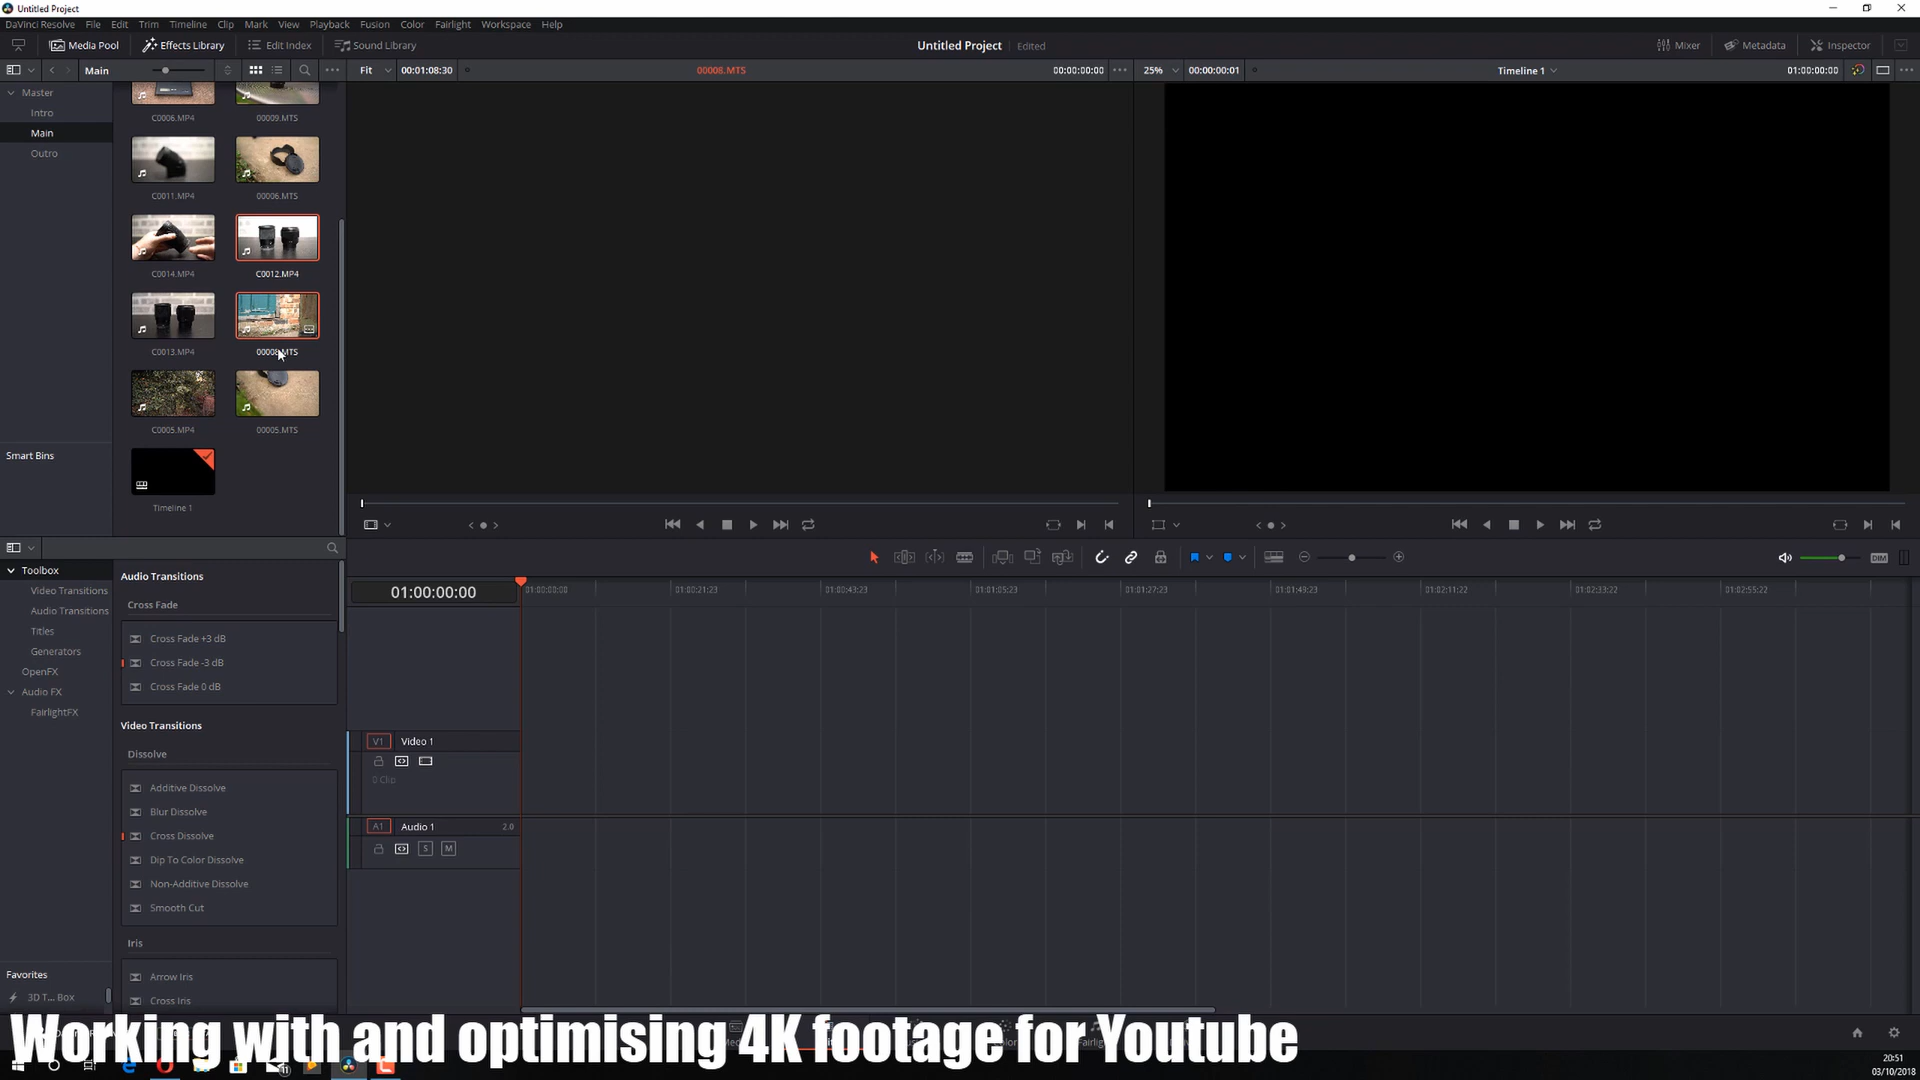 Untitled Project
DaVinci Resolve File Edit Trim Timeline Clip Mark View Playback Fusion Color Fairlight Workspace Help
Media Pool Effects Library Edit Index Sound Library Untitled Project Edited Mixer Metadata Inspector
Main Fit 00:01:08:30 00008.MTS 00:00:00:00 25% 00:00:00:01 Timeline 1 01:00:00:00
Master
Intro
Main
Outro
C0006.MP4 00009.MTS
C0011.MP4 00006.MTS
C0014.MP4 C0012.MP4
C0013.MP4 00008.MTS
C0005.MP4 00005.MTS
Timeline 1
Smart Bins
Toolbox
Video Transitions
Audio Transitions
Titles
Generators
OpenFX
Audio FX
FairlightFX
Favorites
3D T... Box
Audio Transitions
Cross Fade
Cross Fade +3 dB
Cross Fade -3 dB
Cross Fade 0 dB
Video Transitions
Dissolve
Additive Dissolve
Blur Dissolve
Cross Dissolve
Dip To Color Dissolve
Non-Additive Dissolve
Smooth Cut
Iris
Arrow Iris
Cross Iris
DIM
01:00:00:00 01:00:00:00 01:00:21:23 01:00:43:23 01:01:05:23 01:01:27:23 01:01:49:23 01:02:11:22 01:02:33:22 01:02:55:22
V1 Video 1
0 Clip
A1 Audio 1 2.0
S M
Working with and optimising 4K footage for Youtube
20:51
03/10/2018